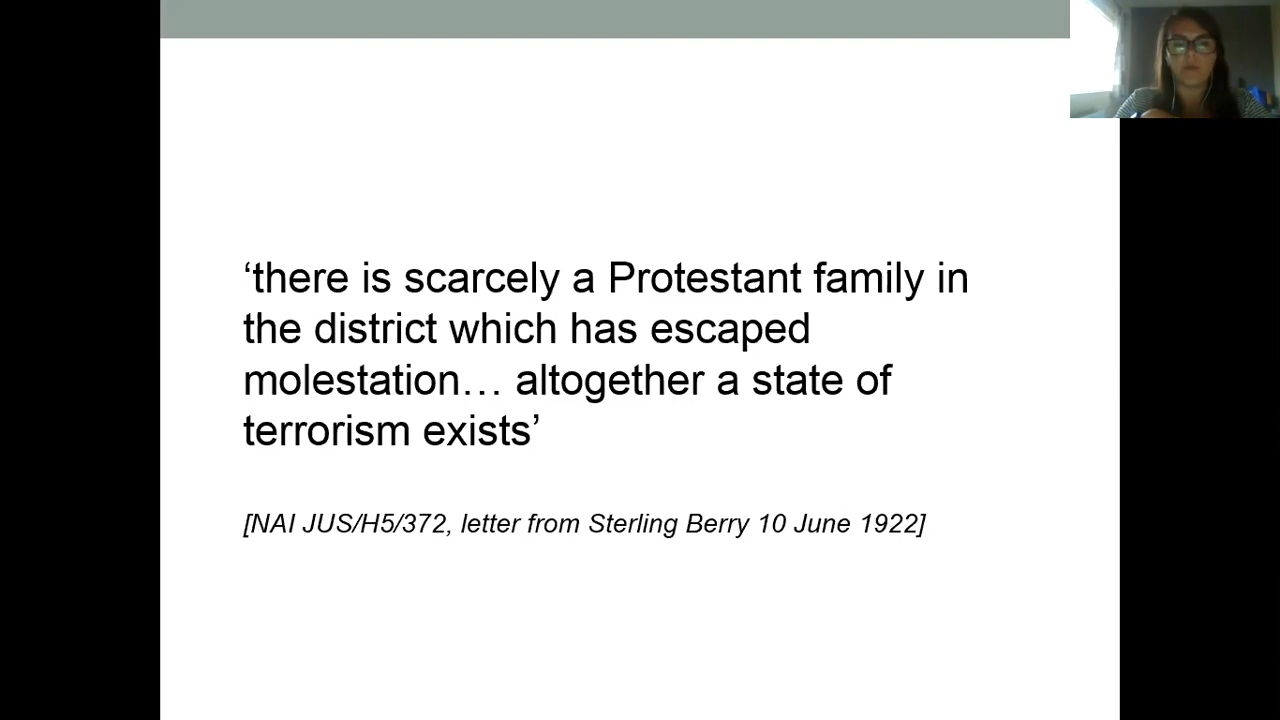 ‘there is scarcely a Protestant family in
the district which has escaped
molestation… altogether a state of
terrorism exists’
[NAI JUS/H5/372, letter from Sterling Berry 10 June 1922]